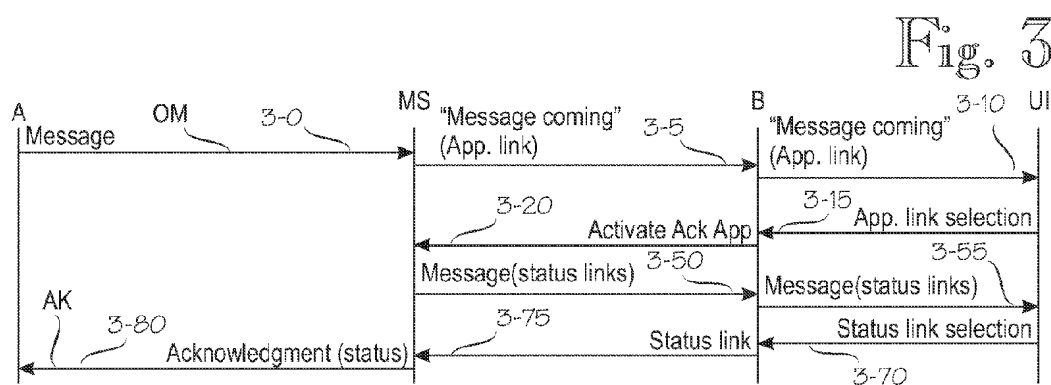 Fig. 3
A
OM
3-0
MS
B
3-10
UI
Message
"Message coming"
(App. link)
3-5
"Message coming"
(App. link)
3-20
Activate Ack App
3-15
App. link selection
Message(status links)
3-50
Message(status links)
3-55
AK
3-80
Acknowledgment (status)
3-75
Status link
Status link selection
3-70